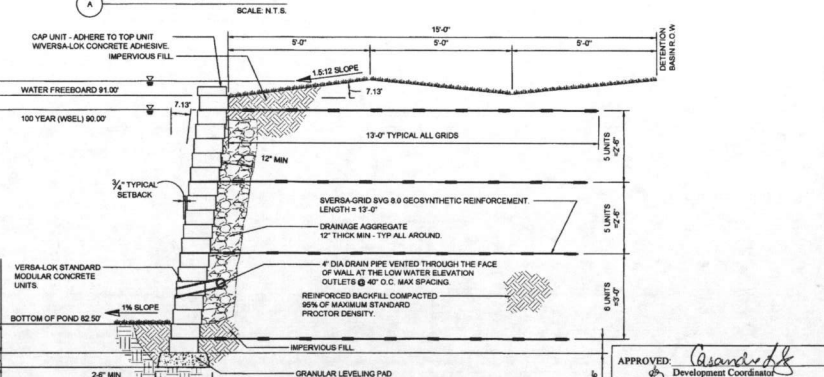 A
SCALE: N.T.S.
15'-0"
5'-0"
5'-0"
5'-0"
DETENTION
BASIN R.O.W
CAP UNIT - ADHERE TO TOP UNIT
W/VERSA-LOK CONCRETE ADHESIVE.
IMPERVIOUS FILL
1.5:12 SLOPE
WATER FREEBOARD 91.00'
7.13'
7.13'
100 YEAR (WSEL) 90.00'
13'-0" TYPICAL ALL GRIDS
5 UNITS
=2'-6"
12" MIN
3/4" TYPICAL
SETBACK
SVERSA-GRID SVG 8.0 GEOSYNTHETIC REINFORCEMENT.
LENGTH = 13'-0"
5 UNITS
=2'-6"
DRAINAGE AGGREGATE
12" THICK MIN - TYP ALL AROUND.
VERSA-LOK STANDARD
MODULAR CONCRETE
UNITS.
4" DIA DRAIN PIPE VENTED THROUGH THE FACE
OF WALL AT THE LOW WATER ELEVATION
OUTLETS @ 40" O.C. MAX SPACING.
REINFORCED BACKFILL COMPACTED
95% OF MAXIMUM STANDARD
PROCTOR DENSITY.
6 UNITS
=3'-0"
1% SLOPE
BOTTOM OF POND 82.50'
IMPERVIOUS FILL
GRANULAR LEVELING PAD
2-6" MIN
APPROVED:
Development Coordinator